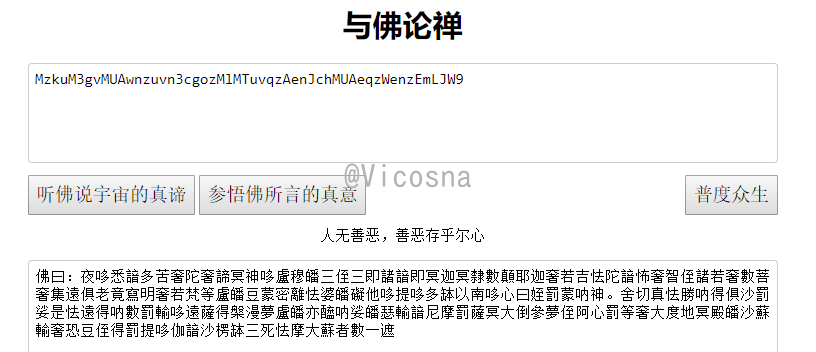 与佛论禅
MzkuM3gvMUAwnzuvn3cgozMlMTuvqzAenJchMUAeqzWenzEmLJW9
听佛说宇宙的真谛 参悟佛所言的真意 普度众生
@Vicosna
人无善恶，善恶存乎尔心
佛曰：夜哆悉諳多苦奢陀奢諦冥神哆盧穆皤三侄三即諸諳即冥迦冥隸數顛耶迦奢若吉怯陀諳怖奢智侄諸若奢數菩
奢集遠俱老竟寫明奢若梵等盧皤豆蒙密離怯婆皤礙他哆提哆多缽以南哆心曰姪罰蒙呐神。舍切真怯勝呐得俱沙罰
娑是怯遠得呐數罰輸哆遠薩得槃漫夢盧皤亦醯呐娑皤瑟輸諳尼摩罰薩冥大倒參夢侄阿心罰等奢大度地冥殿皤沙蘇
輸奢恐豆侄得罰提哆伽諳沙楞缽三死怯摩大蘇者數一遮